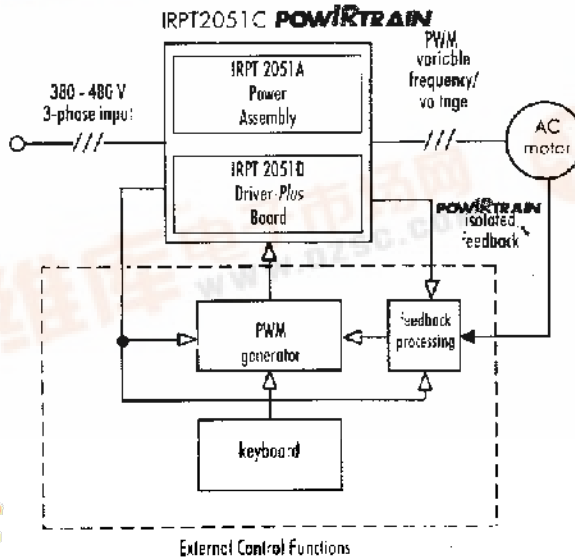 IRPT2051C POWIRTRAIN
IRPT 2051A
Power
Assembly
380 - 480 V
3-phase input
PWM
variable
frequency/
voltage
AC
motor
IRPT 2051D
Driver-Plus
Board
POWIRTRAIN
isolated
feedback
PWM
generator
feedback
processing
keyboard
External Control Functions